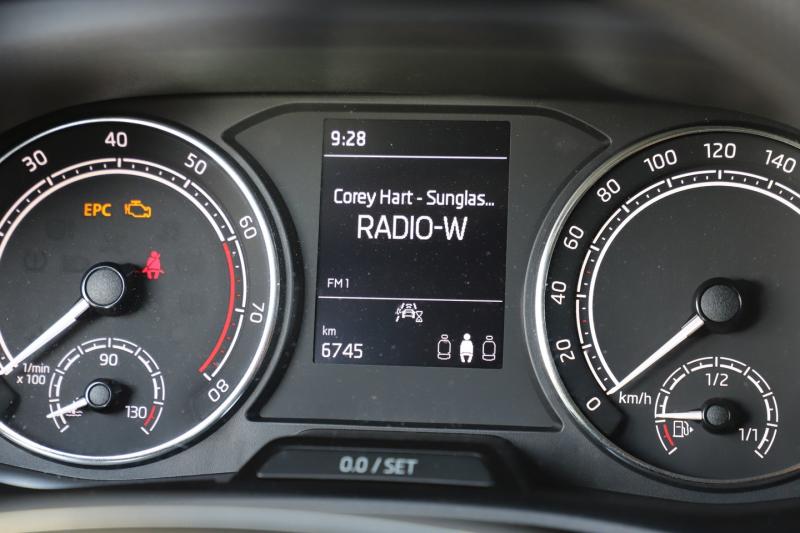 30 40 50 60 70 80
EPC
1/min
x 100
90
130
9:28
Corey Hart - Sunglas...
RADIO-W
FM1
km
6745
0 20 40 60 80 100 120 140
km/h
1/2
1/1
0.0 / SET